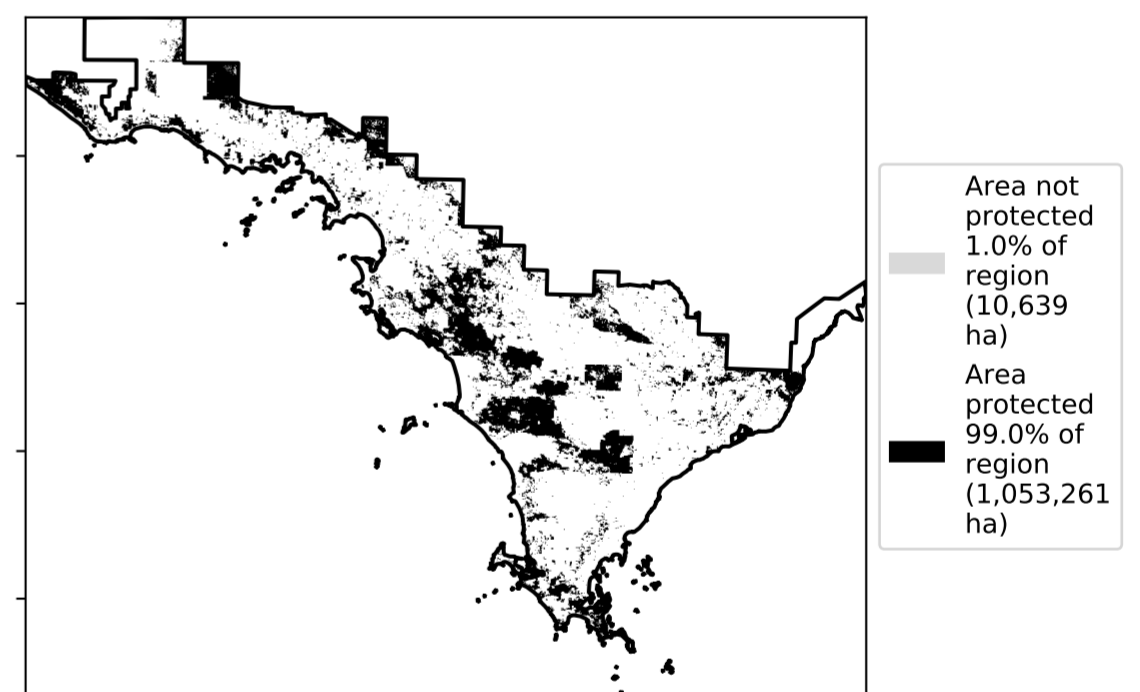 Area not
protected
1.0% of
region
(10,639
ha)
Area
protected
99.0% of
region
(1,053,261
ha)